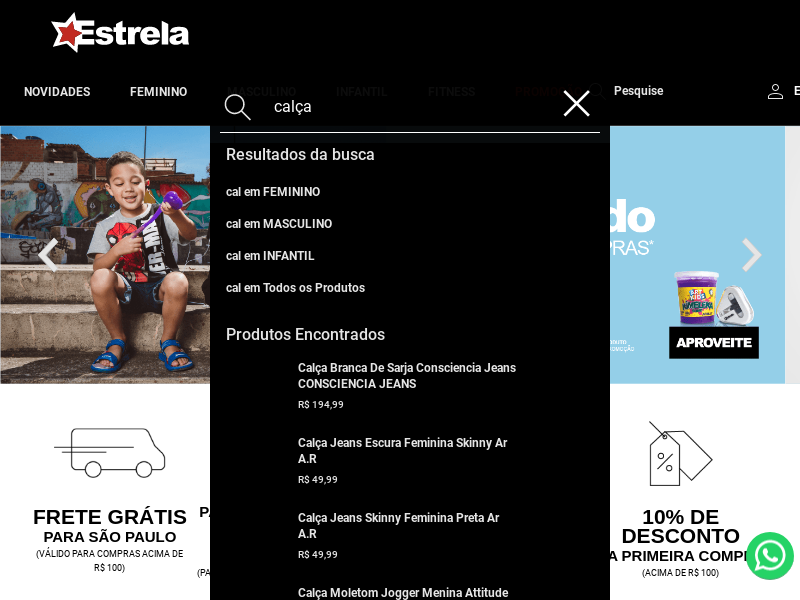 Estrela
NOVIDADES
FEMININO
MASCULINO
INFANTIL
FITNESS
Pesquise
E
calça
Resultados da busca
cal em FEMININO
cal em MASCULINO
cal em INFANTIL
cal em Todos os Produtos
Produtos Encontrados
Calça Branca De Sarja Consciencia Jeans
CONSCIENCIA JEANS
R$ 194,99
Calça Jeans Escura Feminina Skinny Ar
A.R
R$ 49,99
Calça Jeans Skinny Feminina Preta Ar
A.R
R$ 49,99
Calça Moletom Jogger Menina Attitude
do
PRAS*
APROVEITE
FRETE GRÁTIS
PARA SÃO PAULO
(VÁLIDO PARA COMPRAS ACIMA DE
R$ 100)
PA
(PA
10% DE
DESCONTO
A PRIMEIRA COMP
(ACIMA DE R$ 100)